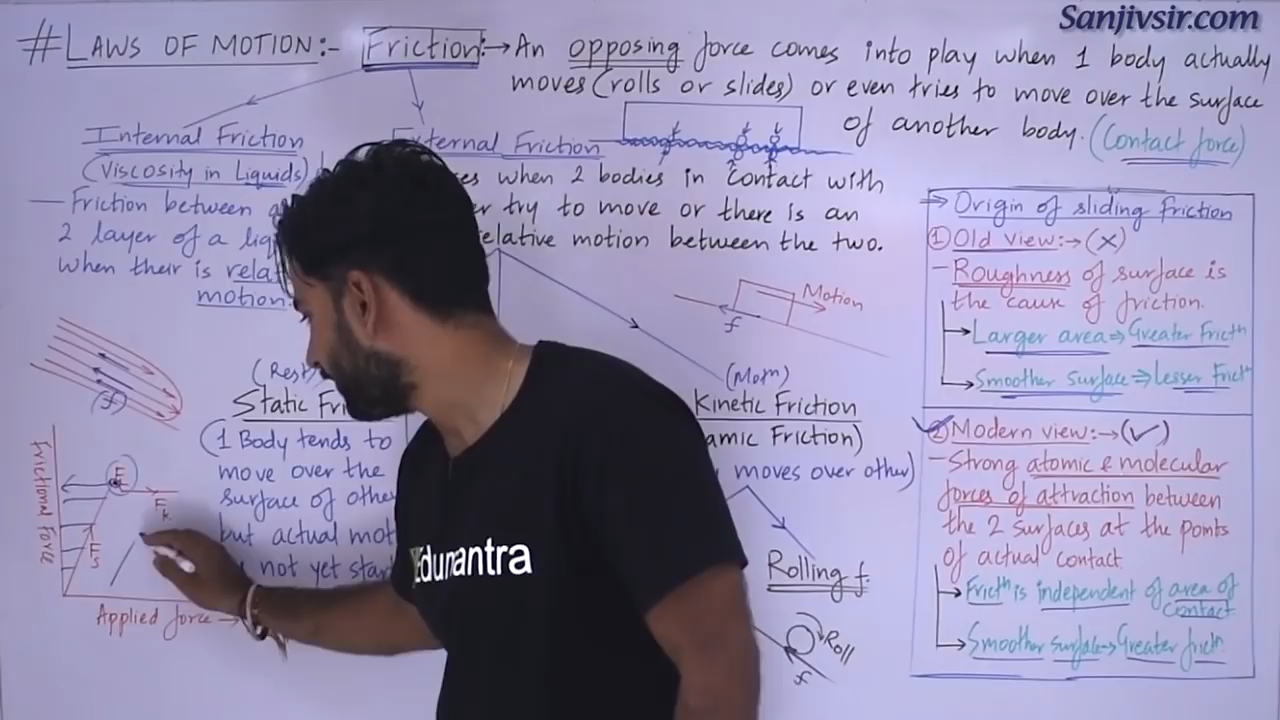 Sanjivsir.com
# LAWS OF MOTION:- Friction:→ An opposing force comes into play when 1 body actually
moves (rolls or slides) or even tries to move over the surface
of another body. (Contact force)
Internal Friction
(Viscosity in Liquids)
— Friction between
2 layer of a
when their is
motion.
(f)
External Friction
when 2 bodies in contact with
try to move or there is an
relative motion between the two.
Motion
f
(Rest)
Static
(1 Body tends to
move over the
surface of other
but actual
not yet
(Motn)
Kinetic Friction
Friction)
moves over other)
Rolling f.
Roll
f
Frictional Force
Applied force →
Fs
Fk
Edumantra
→ Origin of sliding friction
① Old view:→ (×)
- Roughness of surface is
the cause of friction.
→ Larger area ⇒ Greater Frictn
→ Smoother surface ⇒ Lesser Frictn
② Modern view:→ (✓)
- Strong atomic & molecular
forces of attraction between
the 2 surfaces at the points
of actual contact.
→ Frictn is independent of area of
contact
→ Smoother surface → Greater frictn.